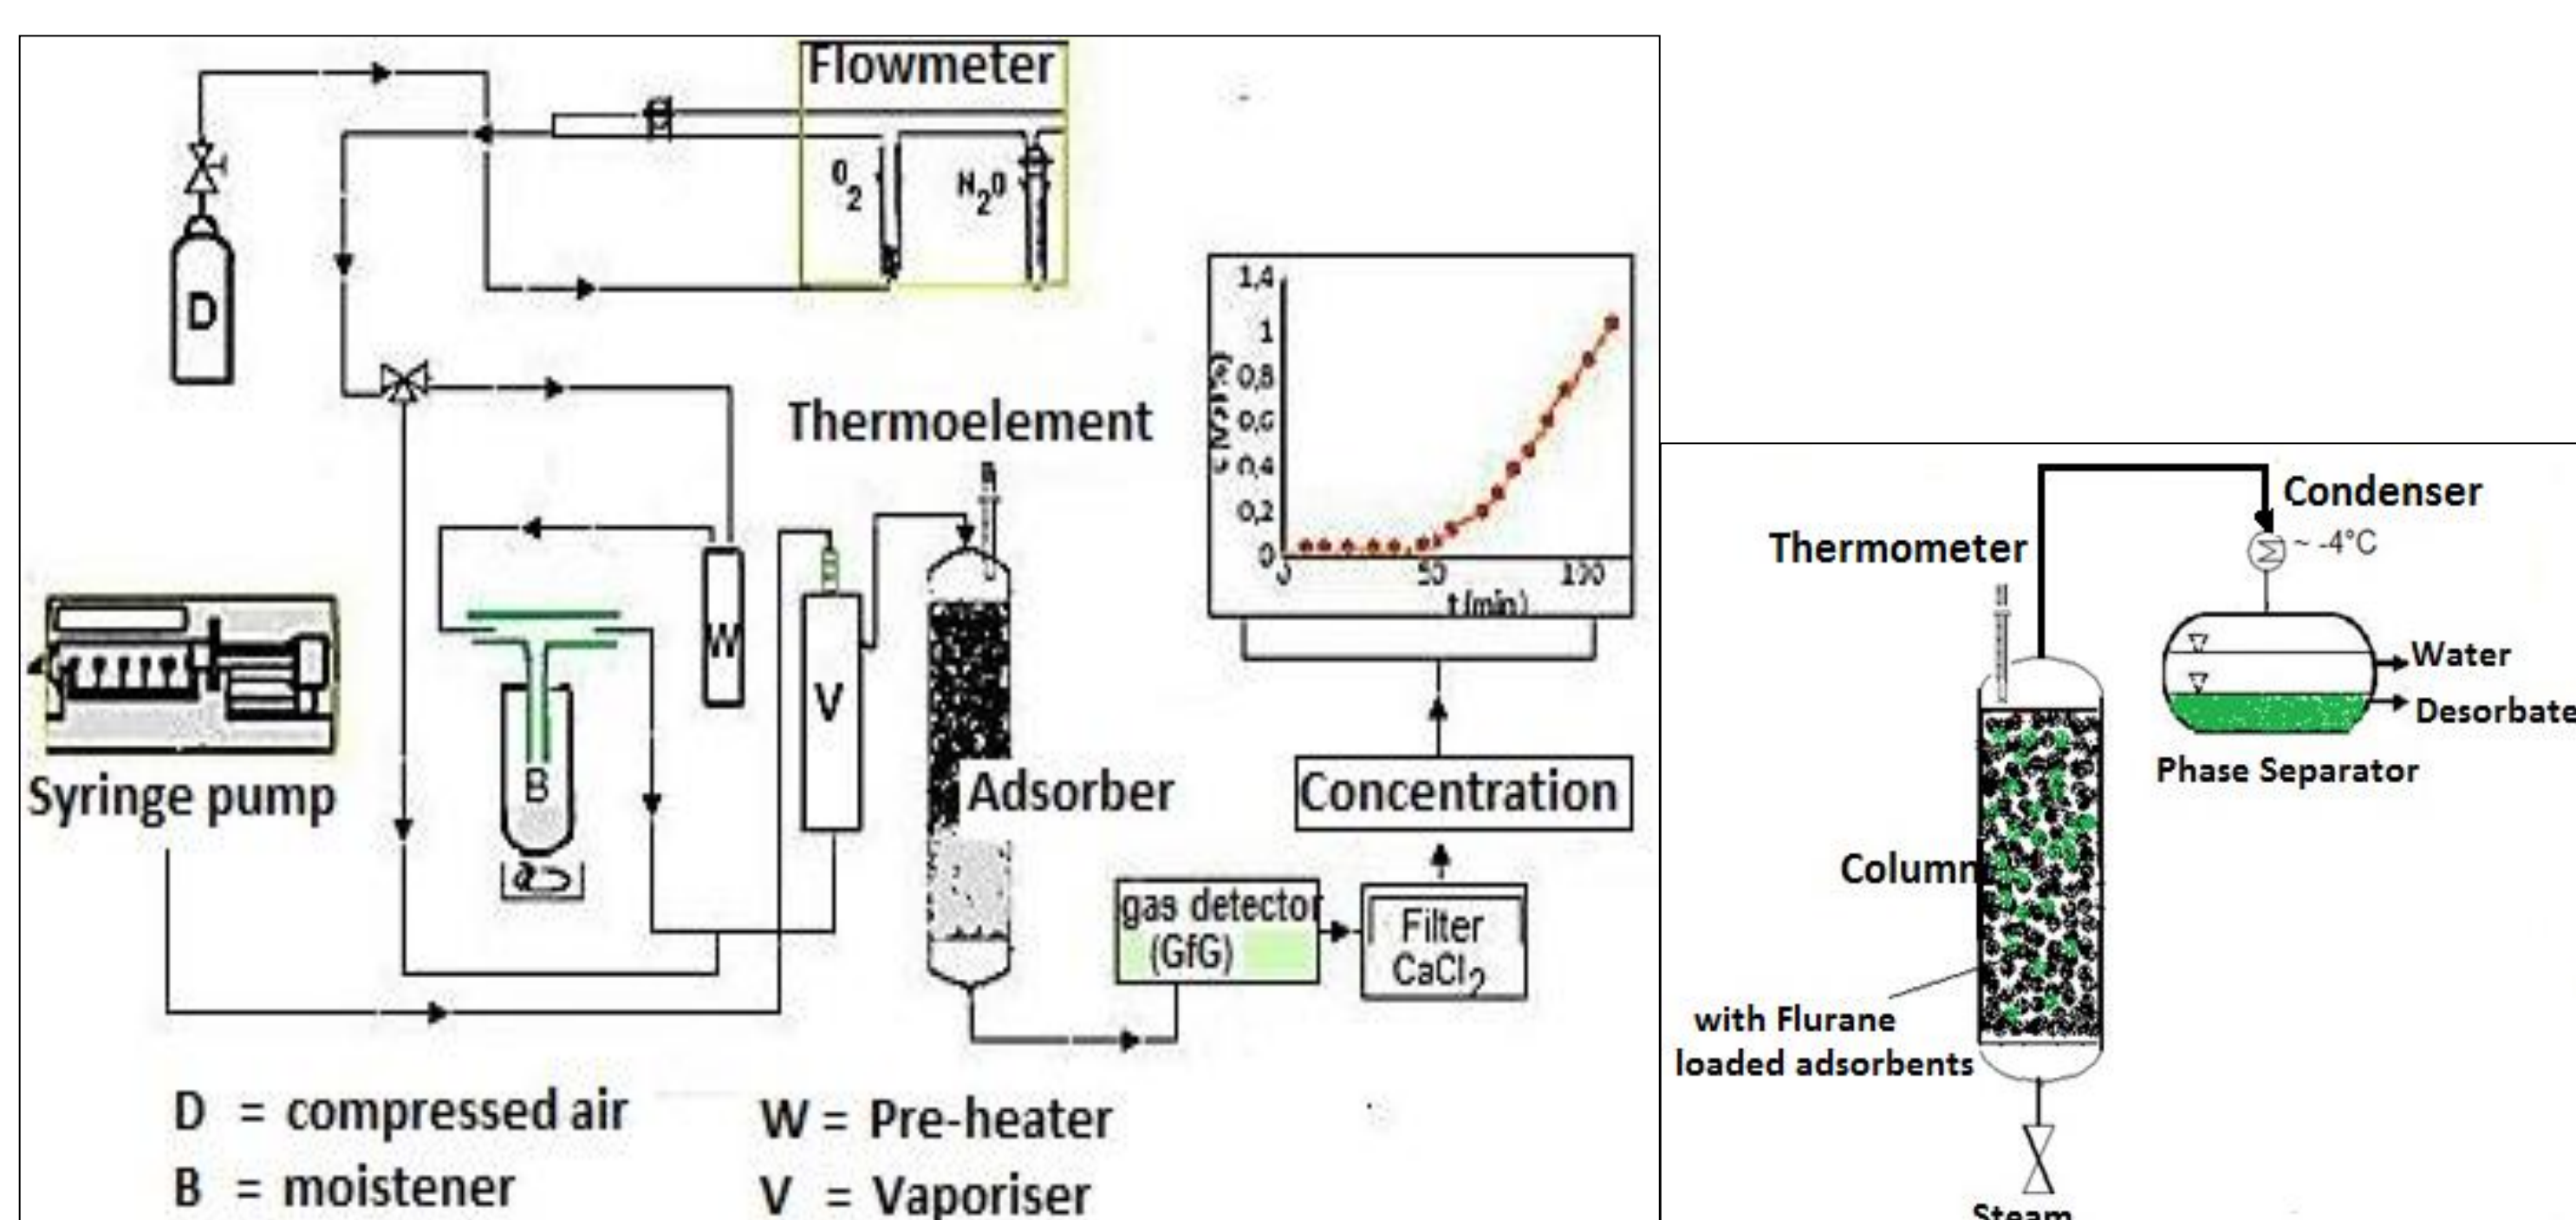 Flowmeter
O2
N2O
D
Thermoelement
1,4
1
0,8
0,6
0,4
0,2
0
0
50
100
t (min)
W
V
B
Syringe pump
Adsorber
Concentration
gas detector
(GfG)
Filter
CaCl2
D = compressed air
W = Pre-heater
B = moistener
V = Vaporiser
Condenser
~ -4°C
Thermometer
Water
Desorbate
Phase Separator
Column
with Flurane
loaded adsorbents
Steam